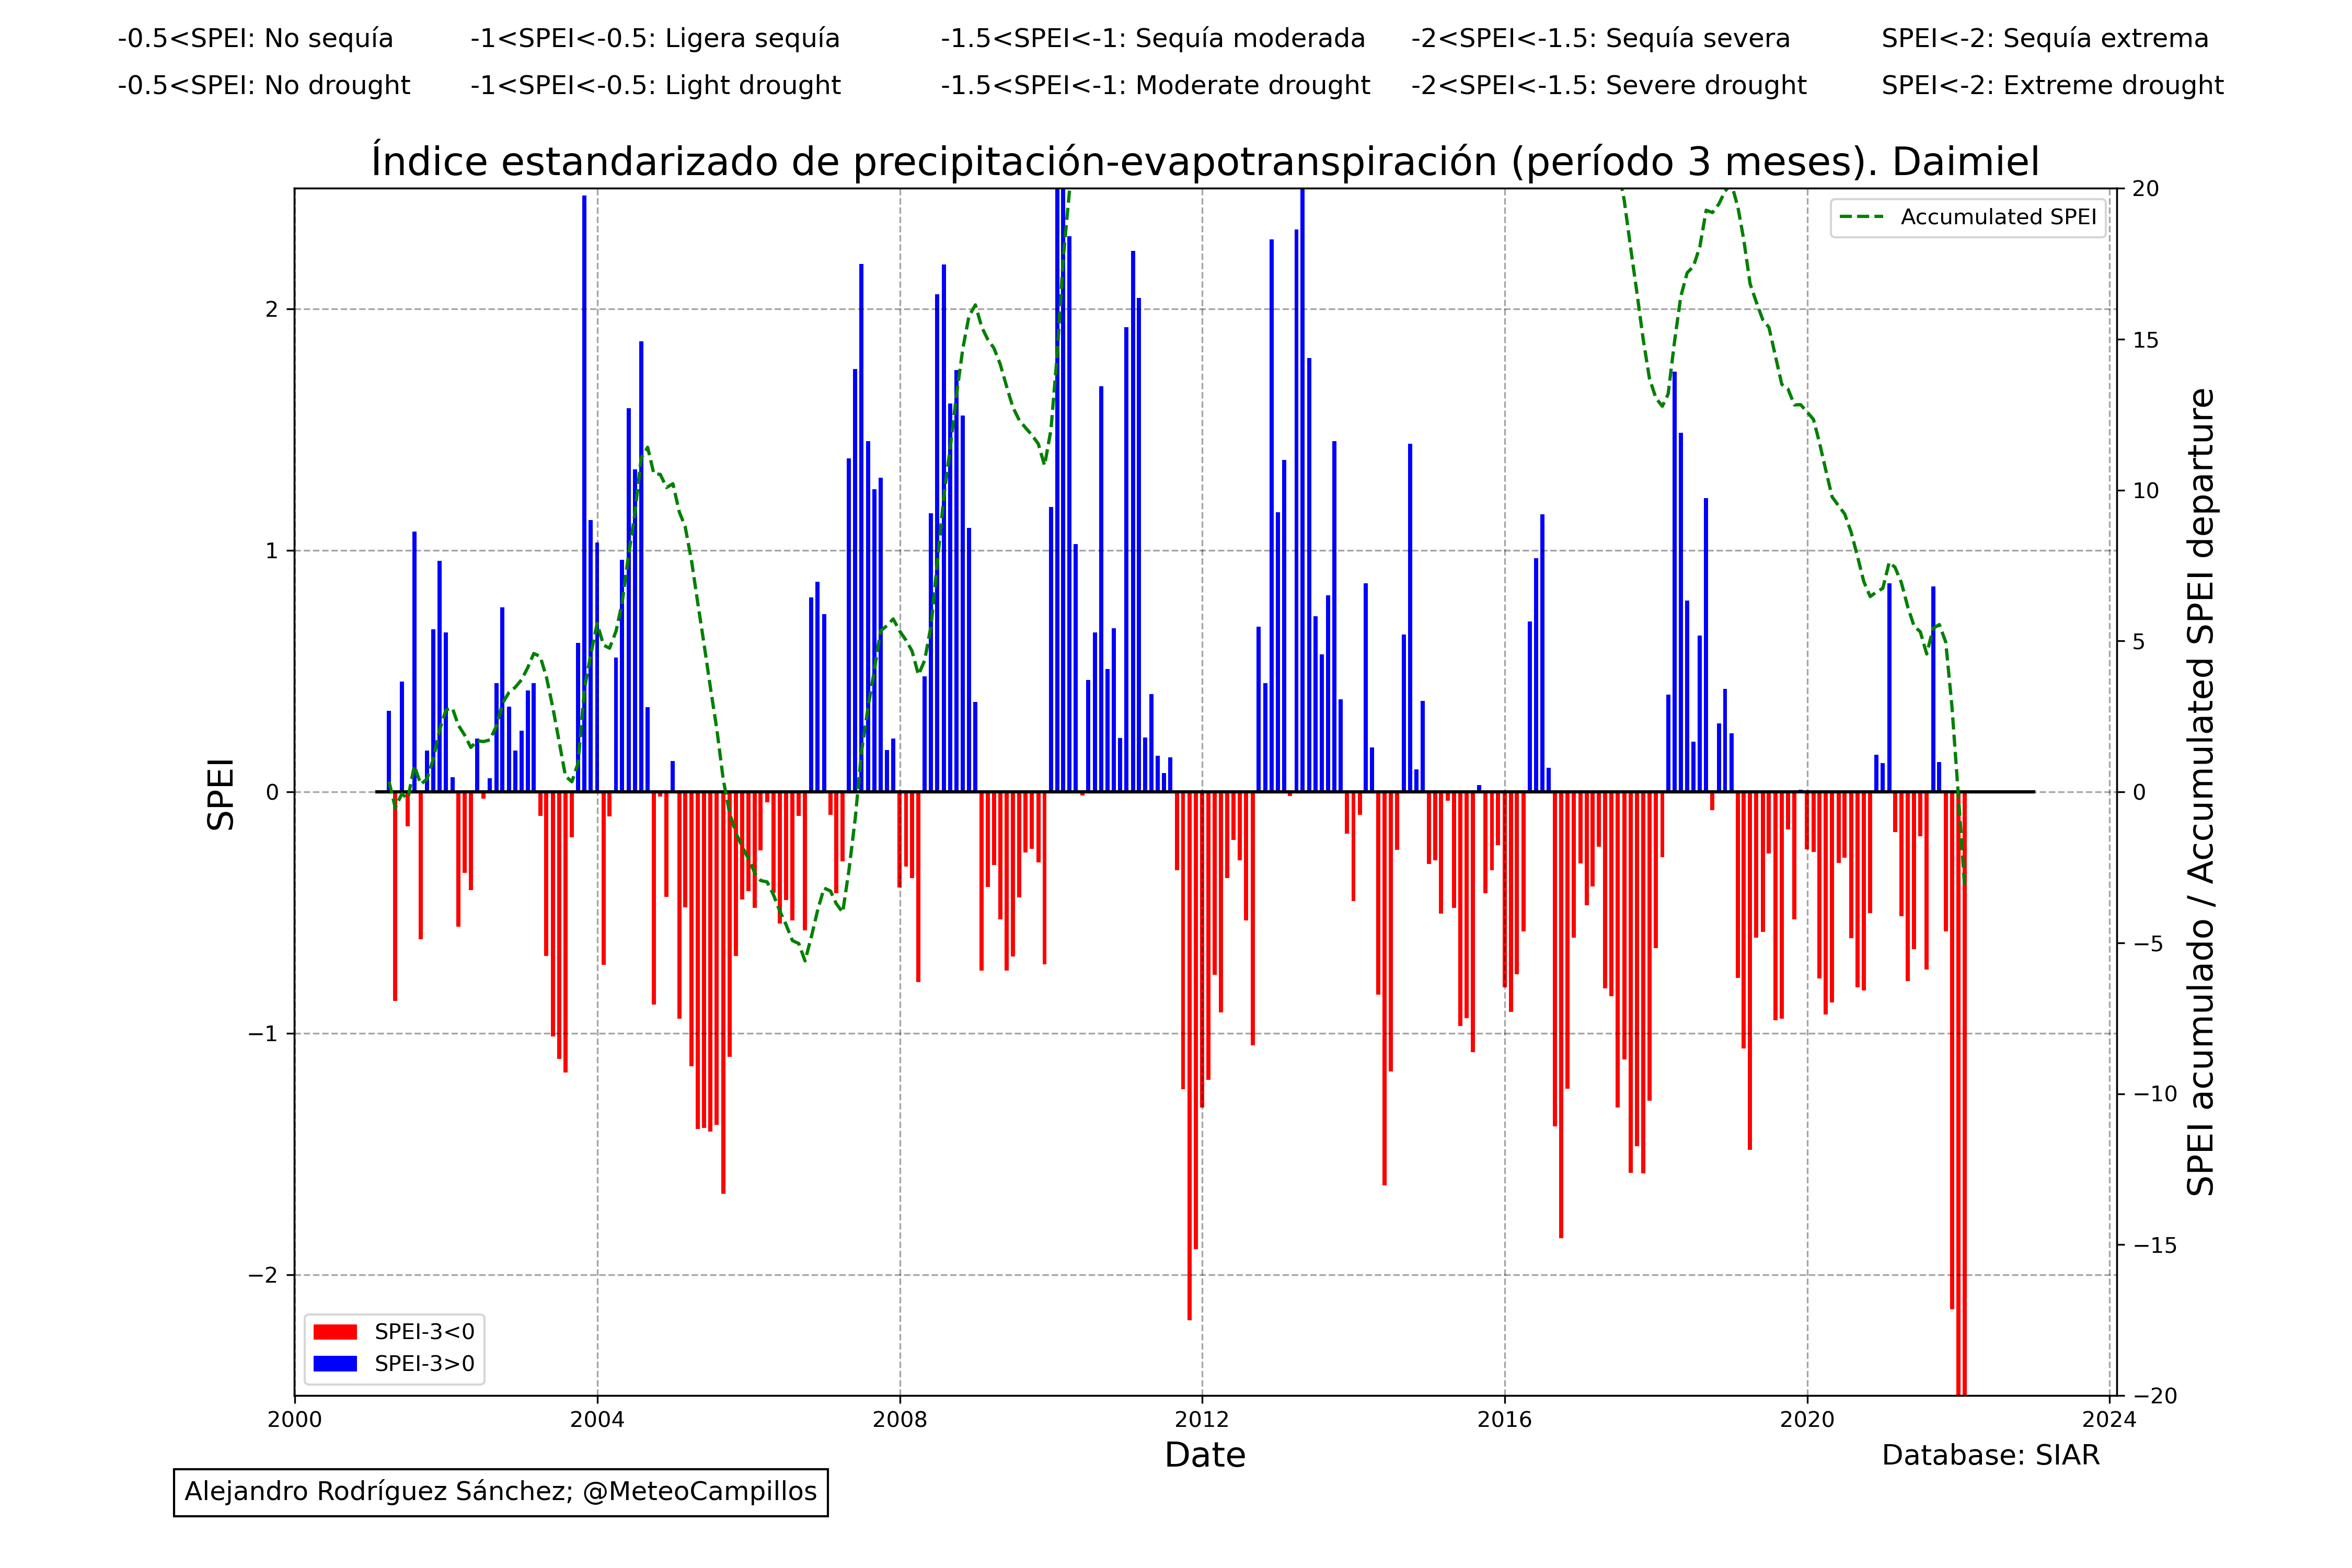 -0.5<SPEI: No sequía -1<SPEI<-0.5: Ligera sequía -1.5<SPEI<-1: Sequía moderada -2<SPEI<-1.5: Sequía severa SPEI<-2: Sequía extrema
-0.5<SPEI: No drought -1<SPEI<-0.5: Light drought -1.5<SPEI<-1: Moderate drought -2<SPEI<-1.5: Severe drought SPEI<-2: Extreme drought
Índice estandarizado de precipitación-evapotranspiración (período 3 meses). Daimiel
SPEI
2
1
0
−1
−2
Accumulated SPEI
20
15
10
5
0
−5
−10
−15
−20
SPEI acumulado / Accumulated SPEI departure
SPEI-3<0
SPEI-3>0
2000 2004 2008 2012 2016 2020 2024
Date
Database: SIAR
Alejandro Rodríguez Sánchez; @MeteoCampillos